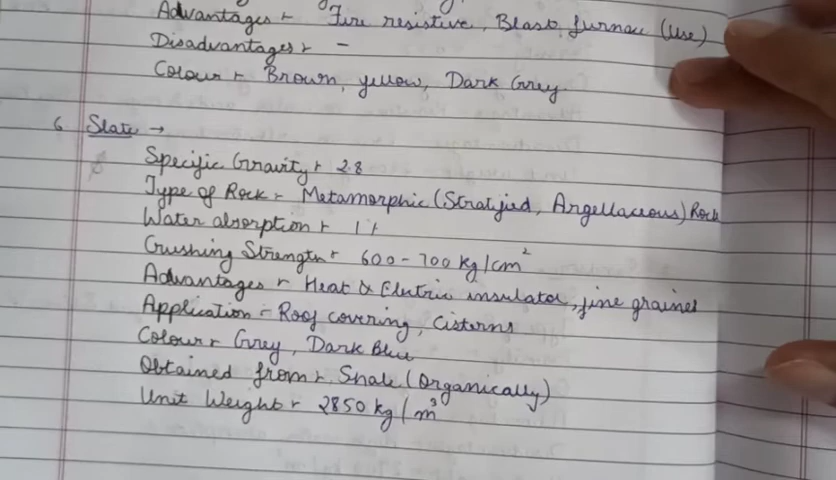 Advantages :- Fire resistive, Blast furnace (use)
Disadvantages :- -
Colour :- Brown, yellow, Dark Grey.
6 Slate →
Specific Gravity :- 2.8
Type of Rock :- Metamorphic (Stratified, Argellaceous) Rock
Water absorption :- 1%
Crushing Strength :- 600 - 700 kg/cm²
Advantages :- Heat & Electric insulator, fine grained
Application :- Roof covering, Cisterns
Colour :- Grey, Dark Blue
Obtained from :- Shale (Organically)
Unit Weight :- 2850 kg/m³